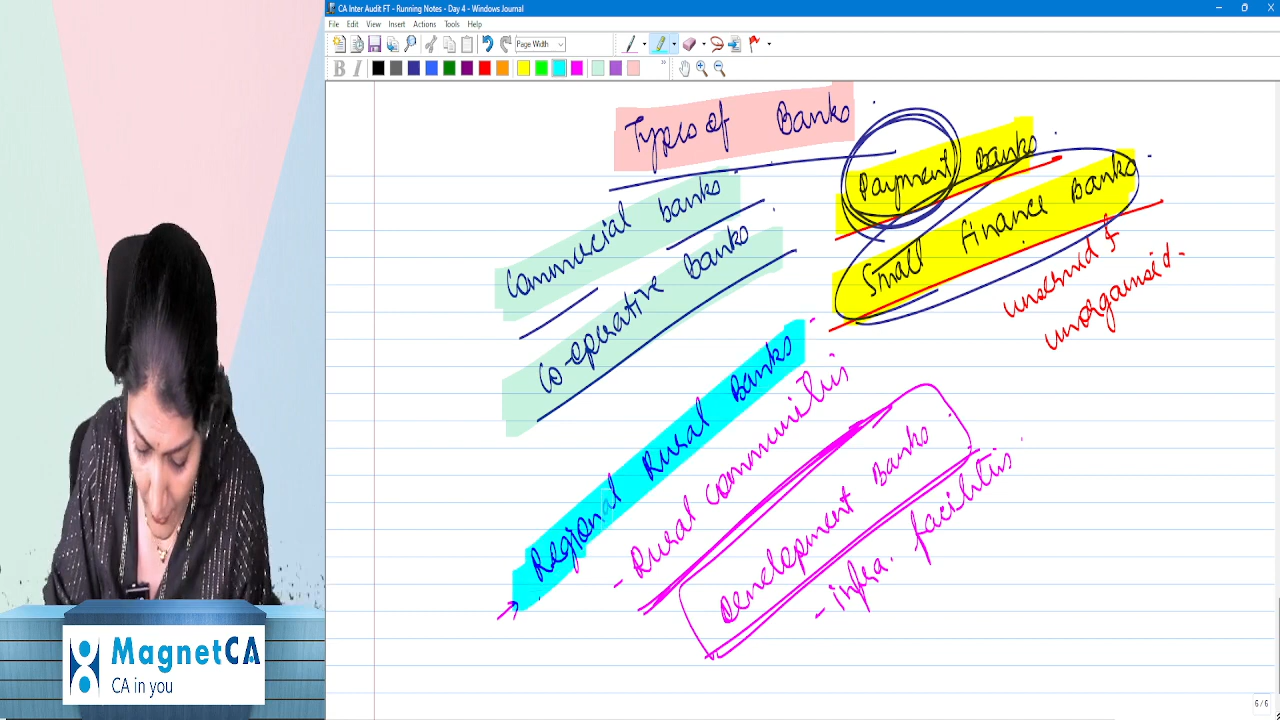 CA Inter Audit FT - Running Notes - Day 4 - Windows Journal
File Edit View Insert Actions Tools Help
Page Width
B I
Types of Banks
Commercial banks
Co-operative Banks
Payment Banks
Small finance Banks
unserved &
unorganised.
Regional Rural Banks
- Rural communities
Development Banks
- infra. facilities
MagnetCA
CA in you
6 / 6